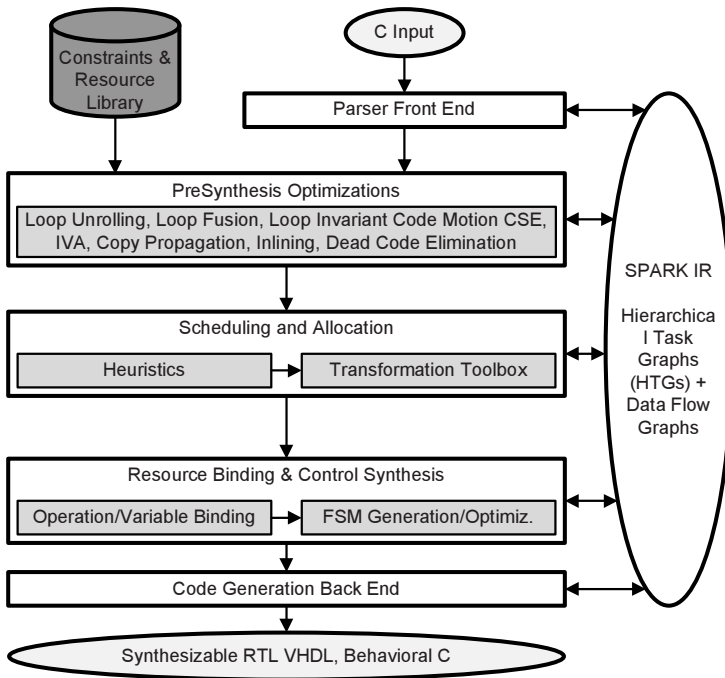 C Input
Constraints &
Resource
Library
Parser Front End
PreSynthesis Optimizations
Loop Unrolling, Loop Fusion, Loop Invariant Code Motion CSE,
IVA, Copy Propagation, Inlining, Dead Code Elimination
Scheduling and Allocation
Heuristics
Transformation Toolbox
Resource Binding & Control Synthesis
Operation/Variable Binding
FSM Generation/Optimiz.
Code Generation Back End
Synthesizable RTL VHDL, Behavioral C
SPARK IR
Hierarchica
l Task
Graphs
(HTGs) +
Data Flow
Graphs